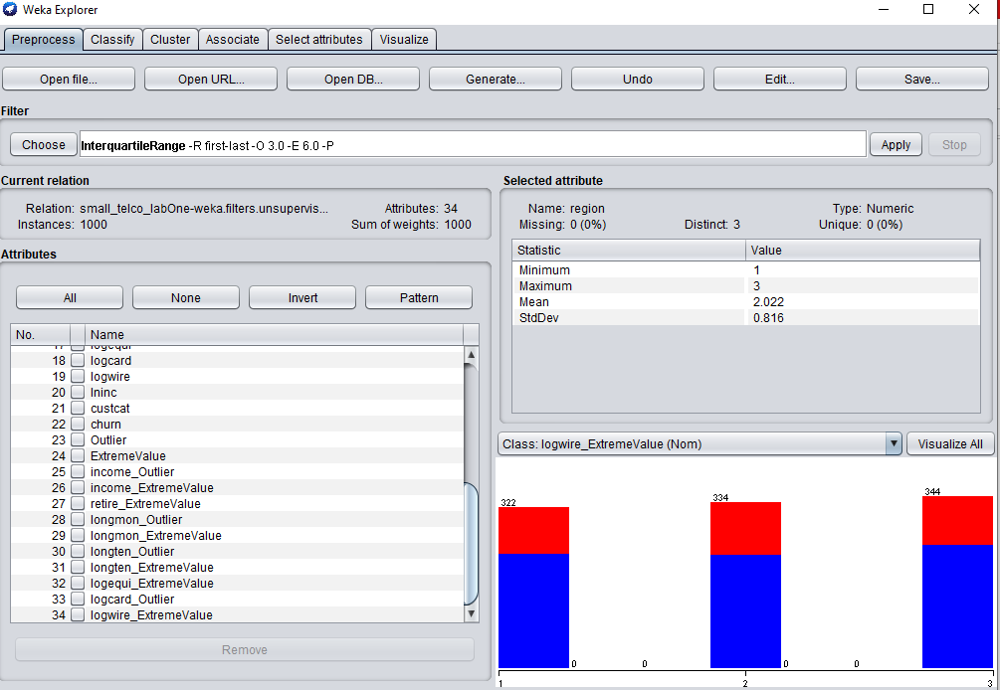 Weka Explorer
Preprocess Classify Cluster Associate Select attributes Visualize
Open file... Open URL... Open DB... Generate... Undo Edit... Save...
Filter
Choose InterquartileRange -R first-last -O 3.0 -E 6.0 -P Apply Stop
Current relation
Relation: small_telco_labOne-weka.filters.unsupervis... Attributes: 34
Instances: 1000 Sum of weights: 1000
Attributes
All None Invert Pattern
No. Name
17 logequi
18 logcard
19 logwire
20 lninc
21 custcat
22 churn
23 Outlier
24 ExtremeValue
25 income_Outlier
26 income_ExtremeValue
27 retire_ExtremeValue
28 longmon_Outlier
29 longmon_ExtremeValue
30 longten_Outlier
31 longten_ExtremeValue
32 logequi_ExtremeValue
33 logcard_Outlier
34 logwire_ExtremeValue
Remove
Selected attribute
Name: region Type: Numeric
Missing: 0 (0%) Distinct: 3 Unique: 0 (0%)
Statistic Value
Minimum 1
Maximum 3
Mean 2.022
StdDev 0.816
Class: logwire_ExtremeValue (Nom) Visualize All
322 334 344
0 0 0 0
1 2 3